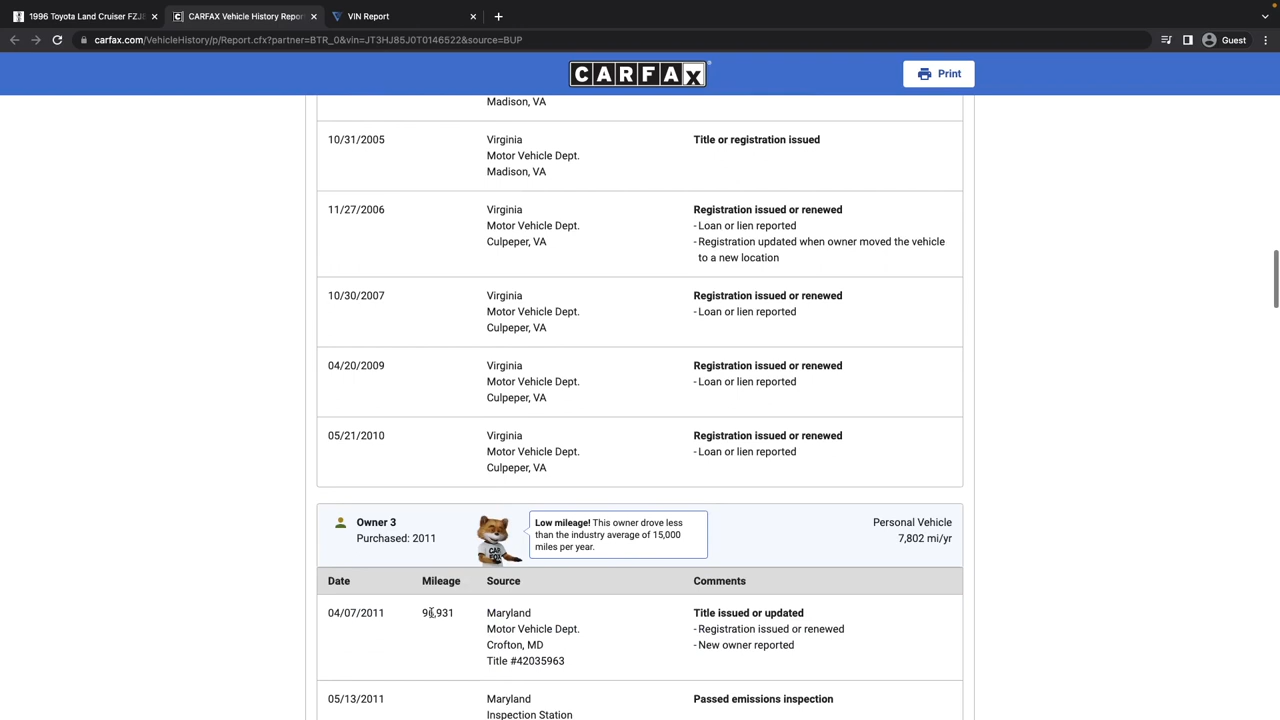 1996 Toyota Land Cruiser FZJ8
CARFAX Vehicle History Repor
VIN Report
carfax.com/VehicleHistory/p/Report.cfx?partner=BTR_0&vin=JT3HJ85J0T0146522&source=BUP
Guest
CARFAX
Print
Madison, VA
10/31/2005
Virginia
Motor Vehicle Dept.
Madison, VA
Title or registration issued
11/27/2006
Virginia
Motor Vehicle Dept.
Culpeper, VA
Registration issued or renewed
- Loan or lien reported
- Registration updated when owner moved the vehicle
to a new location
10/30/2007
Virginia
Motor Vehicle Dept.
Culpeper, VA
Registration issued or renewed
- Loan or lien reported
04/20/2009
Virginia
Motor Vehicle Dept.
Culpeper, VA
Registration issued or renewed
- Loan or lien reported
05/21/2010
Virginia
Motor Vehicle Dept.
Culpeper, VA
Registration issued or renewed
- Loan or lien reported
Owner 3
Purchased: 2011
CAR
FOX
Low mileage! This owner drove less
than the industry average of 15,000
miles per year.
Personal Vehicle
7,802 mi/yr
Date Mileage Source Comments
04/07/2011
Maryland
Motor Vehicle Dept.
Crofton, MD
Title #42035963
Title issued or updated
- Registration issued or renewed
- New owner reported
05/13/2011
Maryland
Inspection Station
Passed emissions inspection